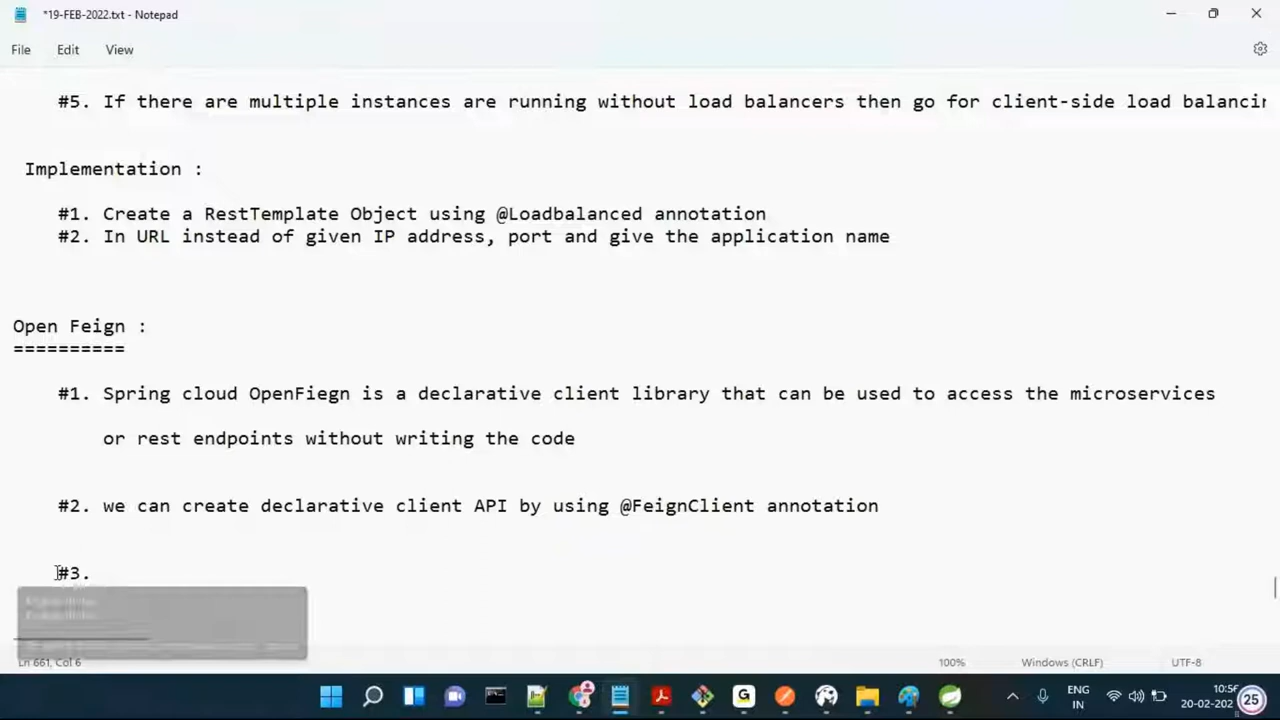 *19-FEB-2022.txt - Notepad
File Edit View
#5. If there are multiple instances are running without load balancers then go for client-side load balancin
Implementation :
#1. Create a RestTemplate Object using @Loadbalanced annotation
#2. In URL instead of given IP address, port and give the application name
Open Feign :
==========
#1. Spring cloud OpenFiegn is a declarative client library that can be used to access the microservices
or rest endpoints without writing the code
#2. we can create declarative client API by using @FeignClient annotation
#3.
Ln 661, Col 6 100% Windows (CRLF) UTF-8
ENG
IN
20-02-202
25